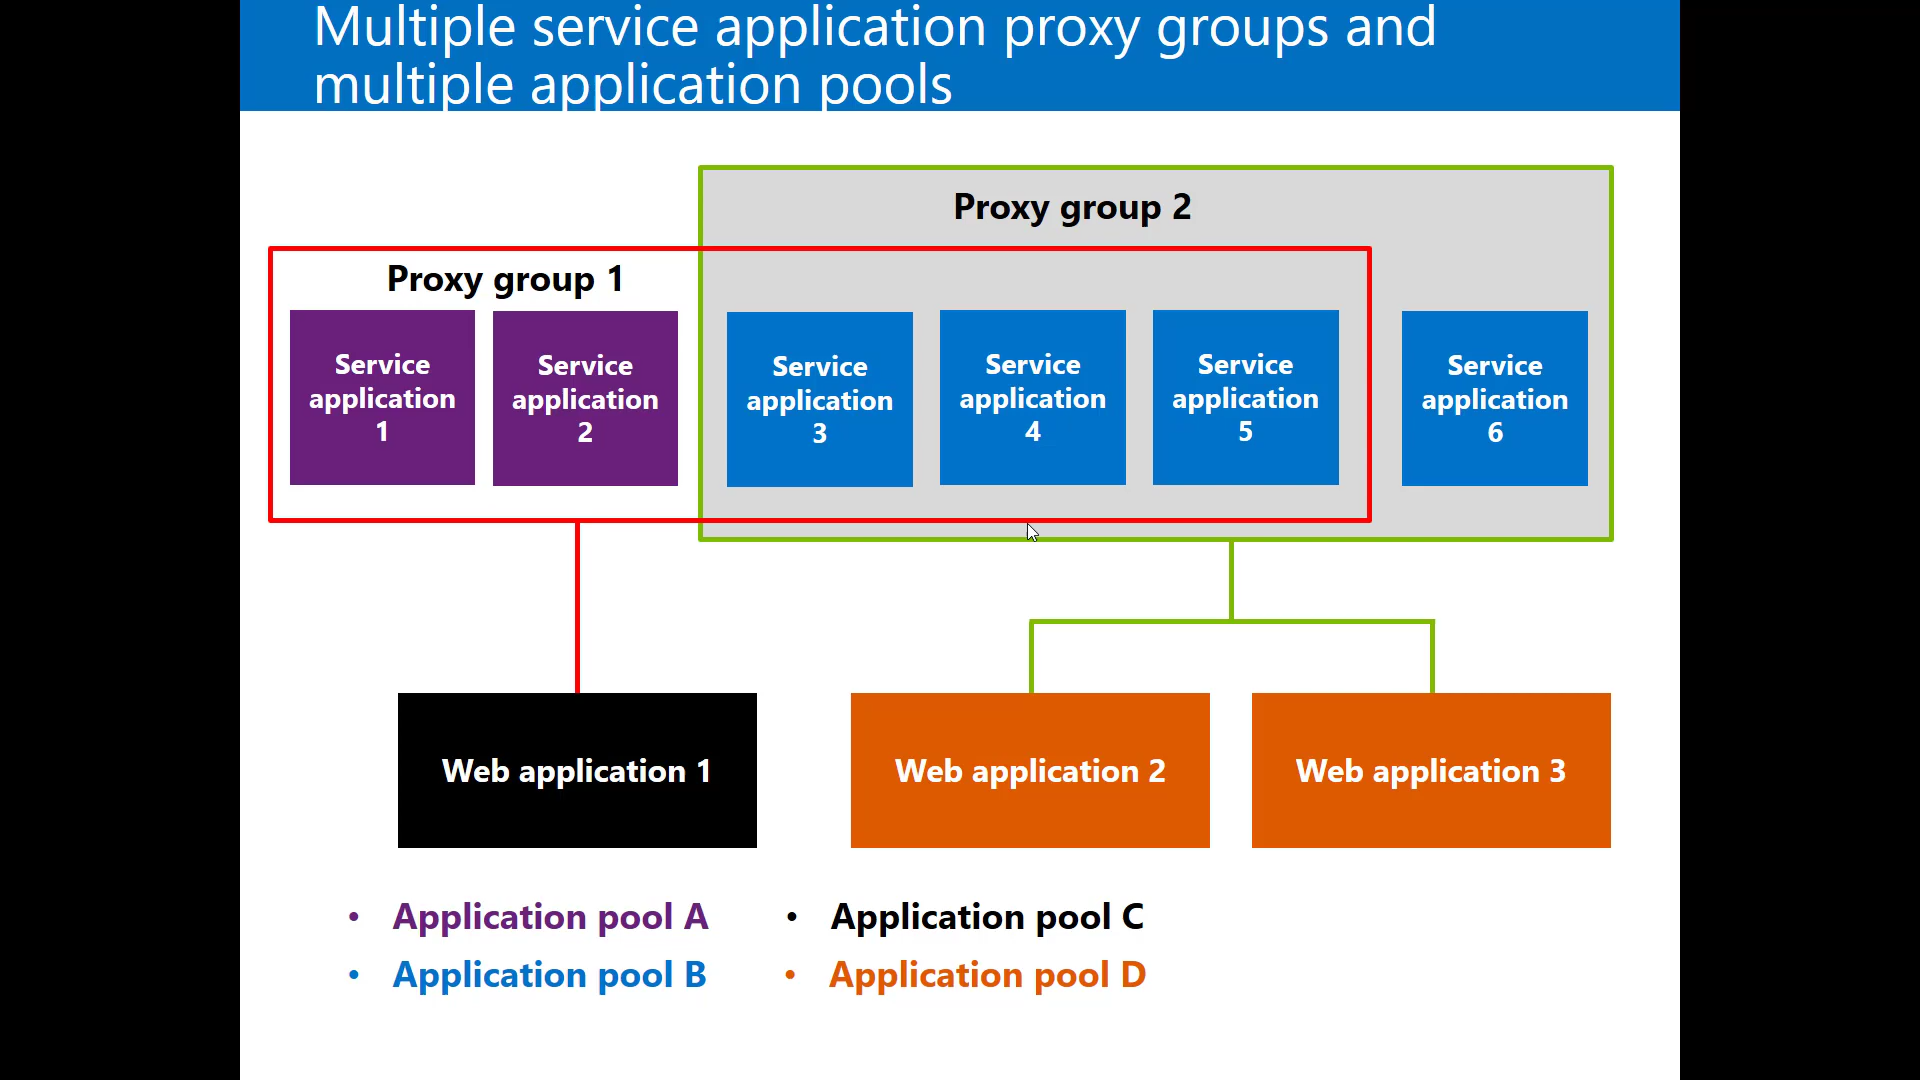 Multiple service application proxy groups and
multiple application pools
Proxy group 2
Proxy group 1
Service
application
1
Service
application
2
Service
application
3
Service
application
4
Service
application
5
Service
application
6
Web application 1
Web application 2
Web application 3
• Application pool A
• Application pool B
• Application pool C
• Application pool D